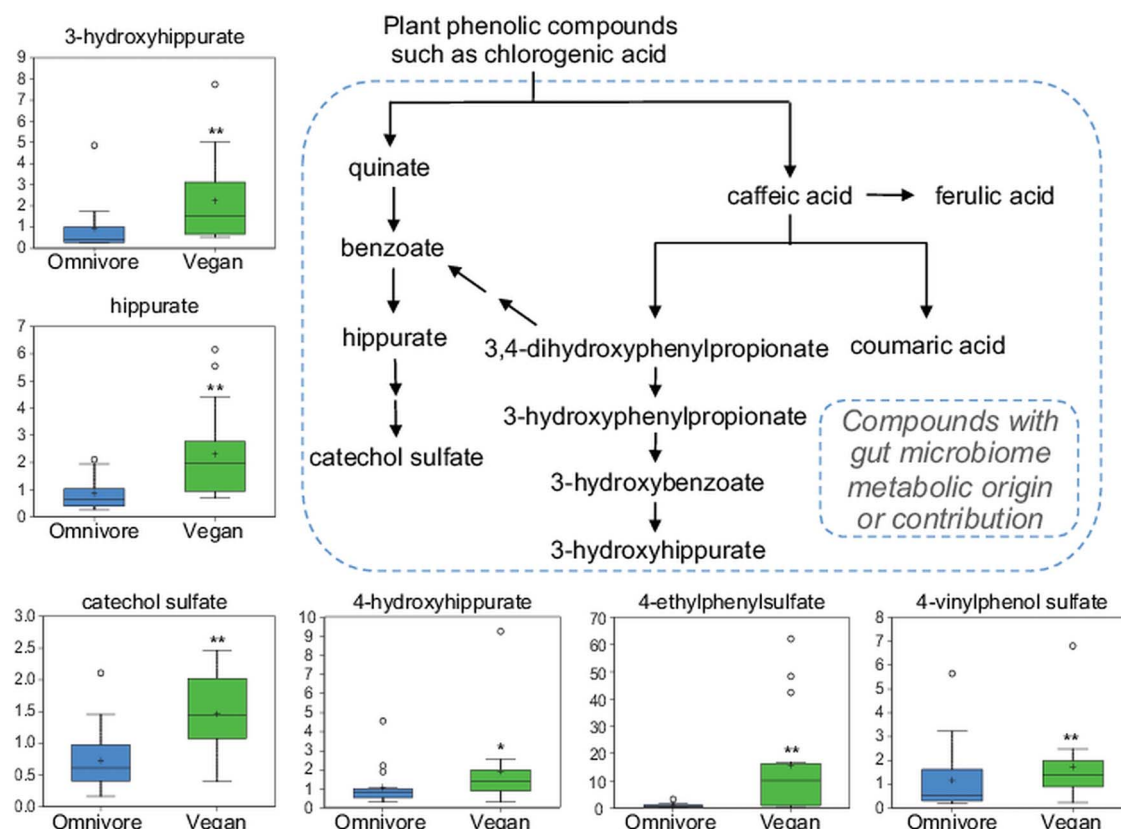 3-hydroxyhippurate
9
8
7
6
5
4
3
2
1
0
**
Omnivore Vegan
hippurate
7
6
5
4
3
2
1
0
**
Omnivore Vegan
Plant phenolic compounds
such as chlorogenic acid
quinate
caffeic acid
ferulic acid
benzoate
hippurate
3,4-dihydroxyphenylpropionate
coumaric acid
3-hydroxyphenylpropionate
catechol sulfate
3-hydroxybenzoate
3-hydroxyhippurate
Compounds with
gut microbiome
metabolic origin
or contribution
catechol sulfate
3.0
2.5
2.0
1.5
1.0
0.5
0.0
**
Omnivore Vegan
4-hydroxyhippurate
10
9
8
7
6
5
4
3
2
1
0
*
Omnivore Vegan
4-ethylphenylsulfate
70
60
50
40
30
20
10
0
**
Omnivore Vegan
4-vinylphenol sulfate
8
7
6
5
4
3
2
1
0
**
Omnivore Vegan